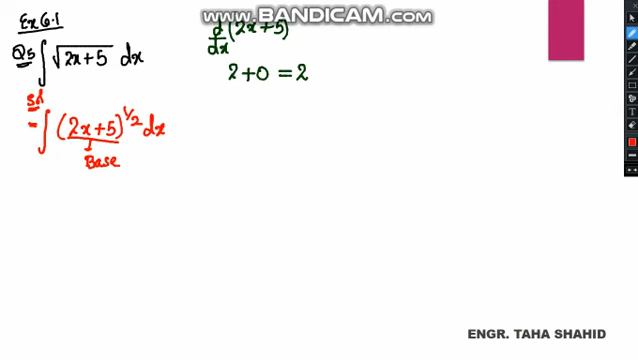 www.BANDICAM.com
Ex 6.1
Q5 ∫ √2x+5 dx
d/dx (2x+5)
2+0 = 2
Sol
= ∫ (2x+5)^1/2 dx
Base
ENGR. TAHA SHAHID